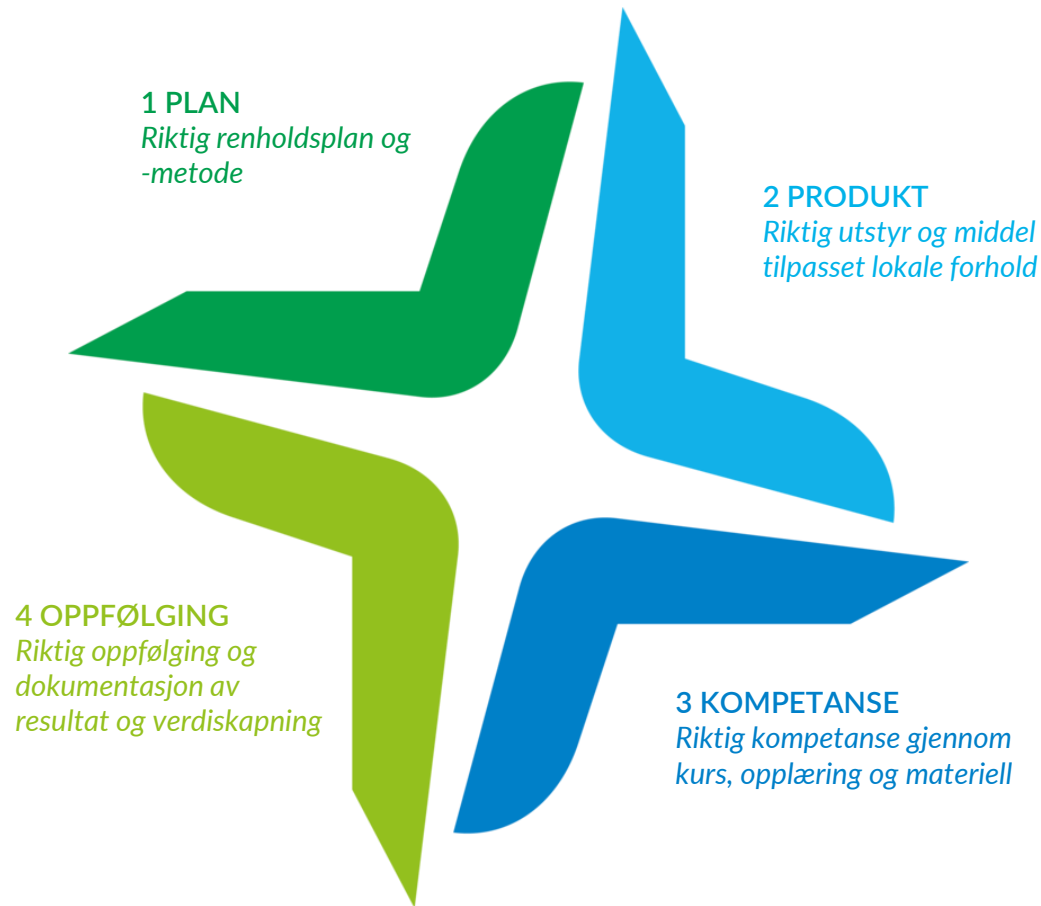 1 PLAN
Riktig renholdsplan og
-metode
2 PRODUKT
Riktig utstyr og middel
tilpasset lokale forhold
3 KOMPETANSE
Riktig kompetanse gjennom
kurs, opplæring og materiell
4 OPPFØLGING
Riktig oppfølging og
dokumentasjon av
resultat og verdiskapning